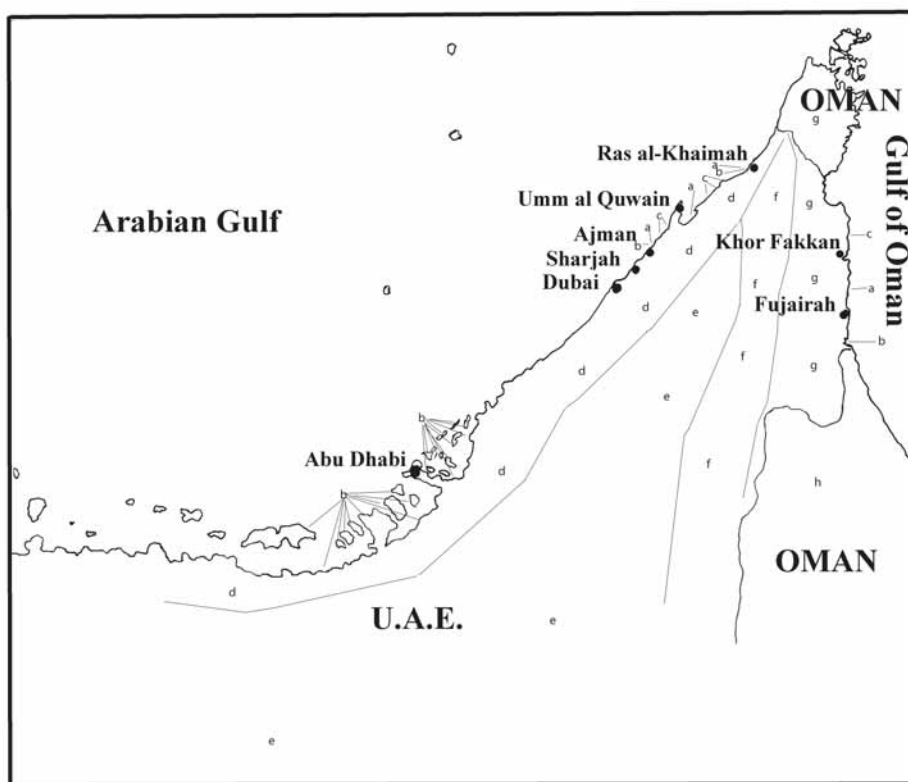 OMAN
g
Gulf of Oman
Ras al-Khaimah
a
b
c
a
d
f
g
Umm al Quwain
Arabian Gulf
c
a
b
Ajman
d
Khor Fakkan
c
Sharjah
Dubai
f
g
a
d
e
Fujairah
b
f
d
e
g
b
Abu Dhabi
d
f
h
b
OMAN
d
U.A.E.
e
e